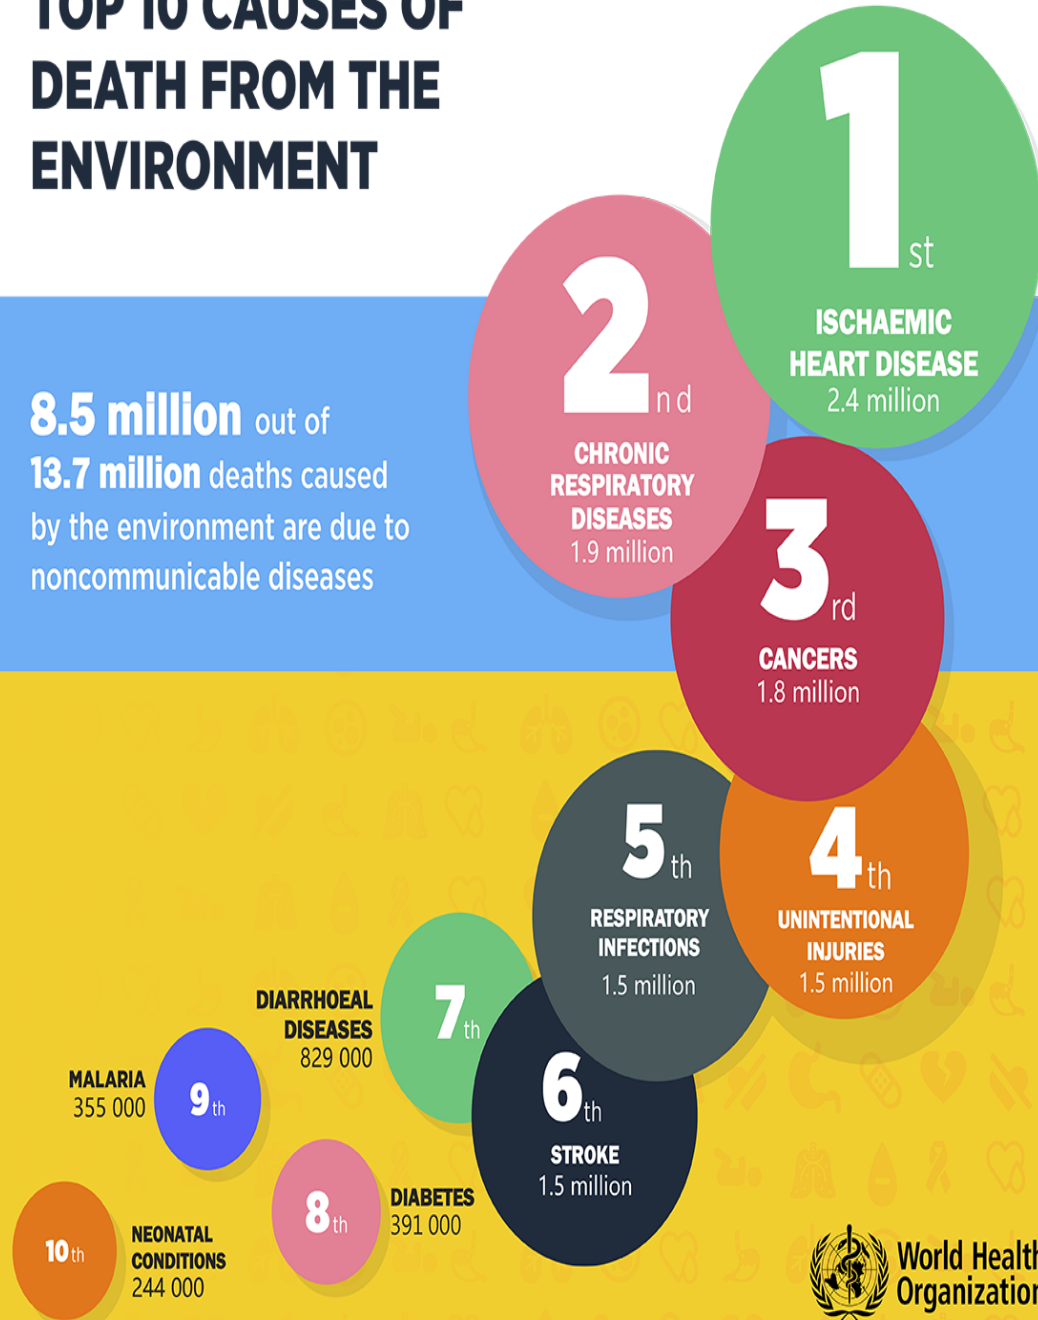 TOP 10 CAUSES OF
DEATH FROM THE
ENVIRONMENT
1st
ISCHAEMIC
HEART DISEASE
2.4 million
2nd
CHRONIC
RESPIRATORY
DISEASES
1.9 million
8.5 million out of
13.7 million deaths caused
by the environment are due to
noncommunicable diseases
3rd
CANCERS
1.8 million
4th
UNINTENTIONAL
INJURIES
1.5 million
5th
RESPIRATORY
INFECTIONS
1.5 million
6th
STROKE
1.5 million
7th
DIARRHOEAL
DISEASES
829 000
8th
DIABETES
391 000
9th
MALARIA
355 000
10th
NEONATAL
CONDITIONS
244 000
World Health
Organization